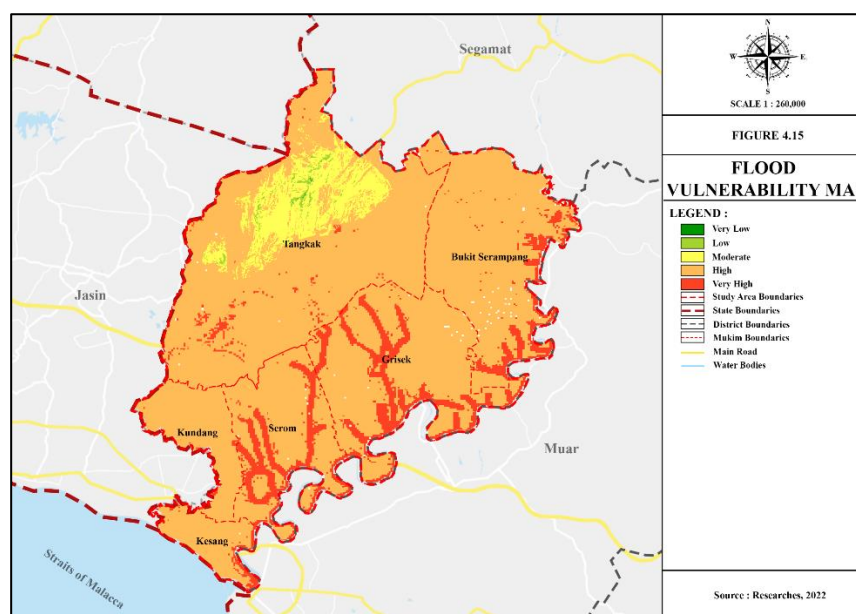 Segamat
Tangkak
Bukit Serampang
Jasin
Grisek
Kundang
Serom
Muar
Kesang
Straits of Malacca
N
W
E
S
SCALE 1 : 260,000
FIGURE 4.15
FLOOD
VULNERABILITY MA
LEGEND :
Very Low
Low
Moderate
High
Very High
Study Area Boundaries
State Boundaries
District Boundaries
Mukim Boundaries
Main Road
Water Bodies
Source : Researches, 2022